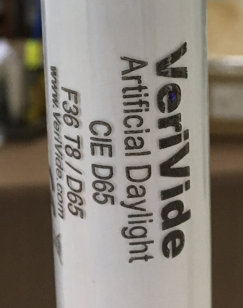 VeriVide
Artificial Daylight
CIE D65
F36 T8 / D65
www.VeriVide.com